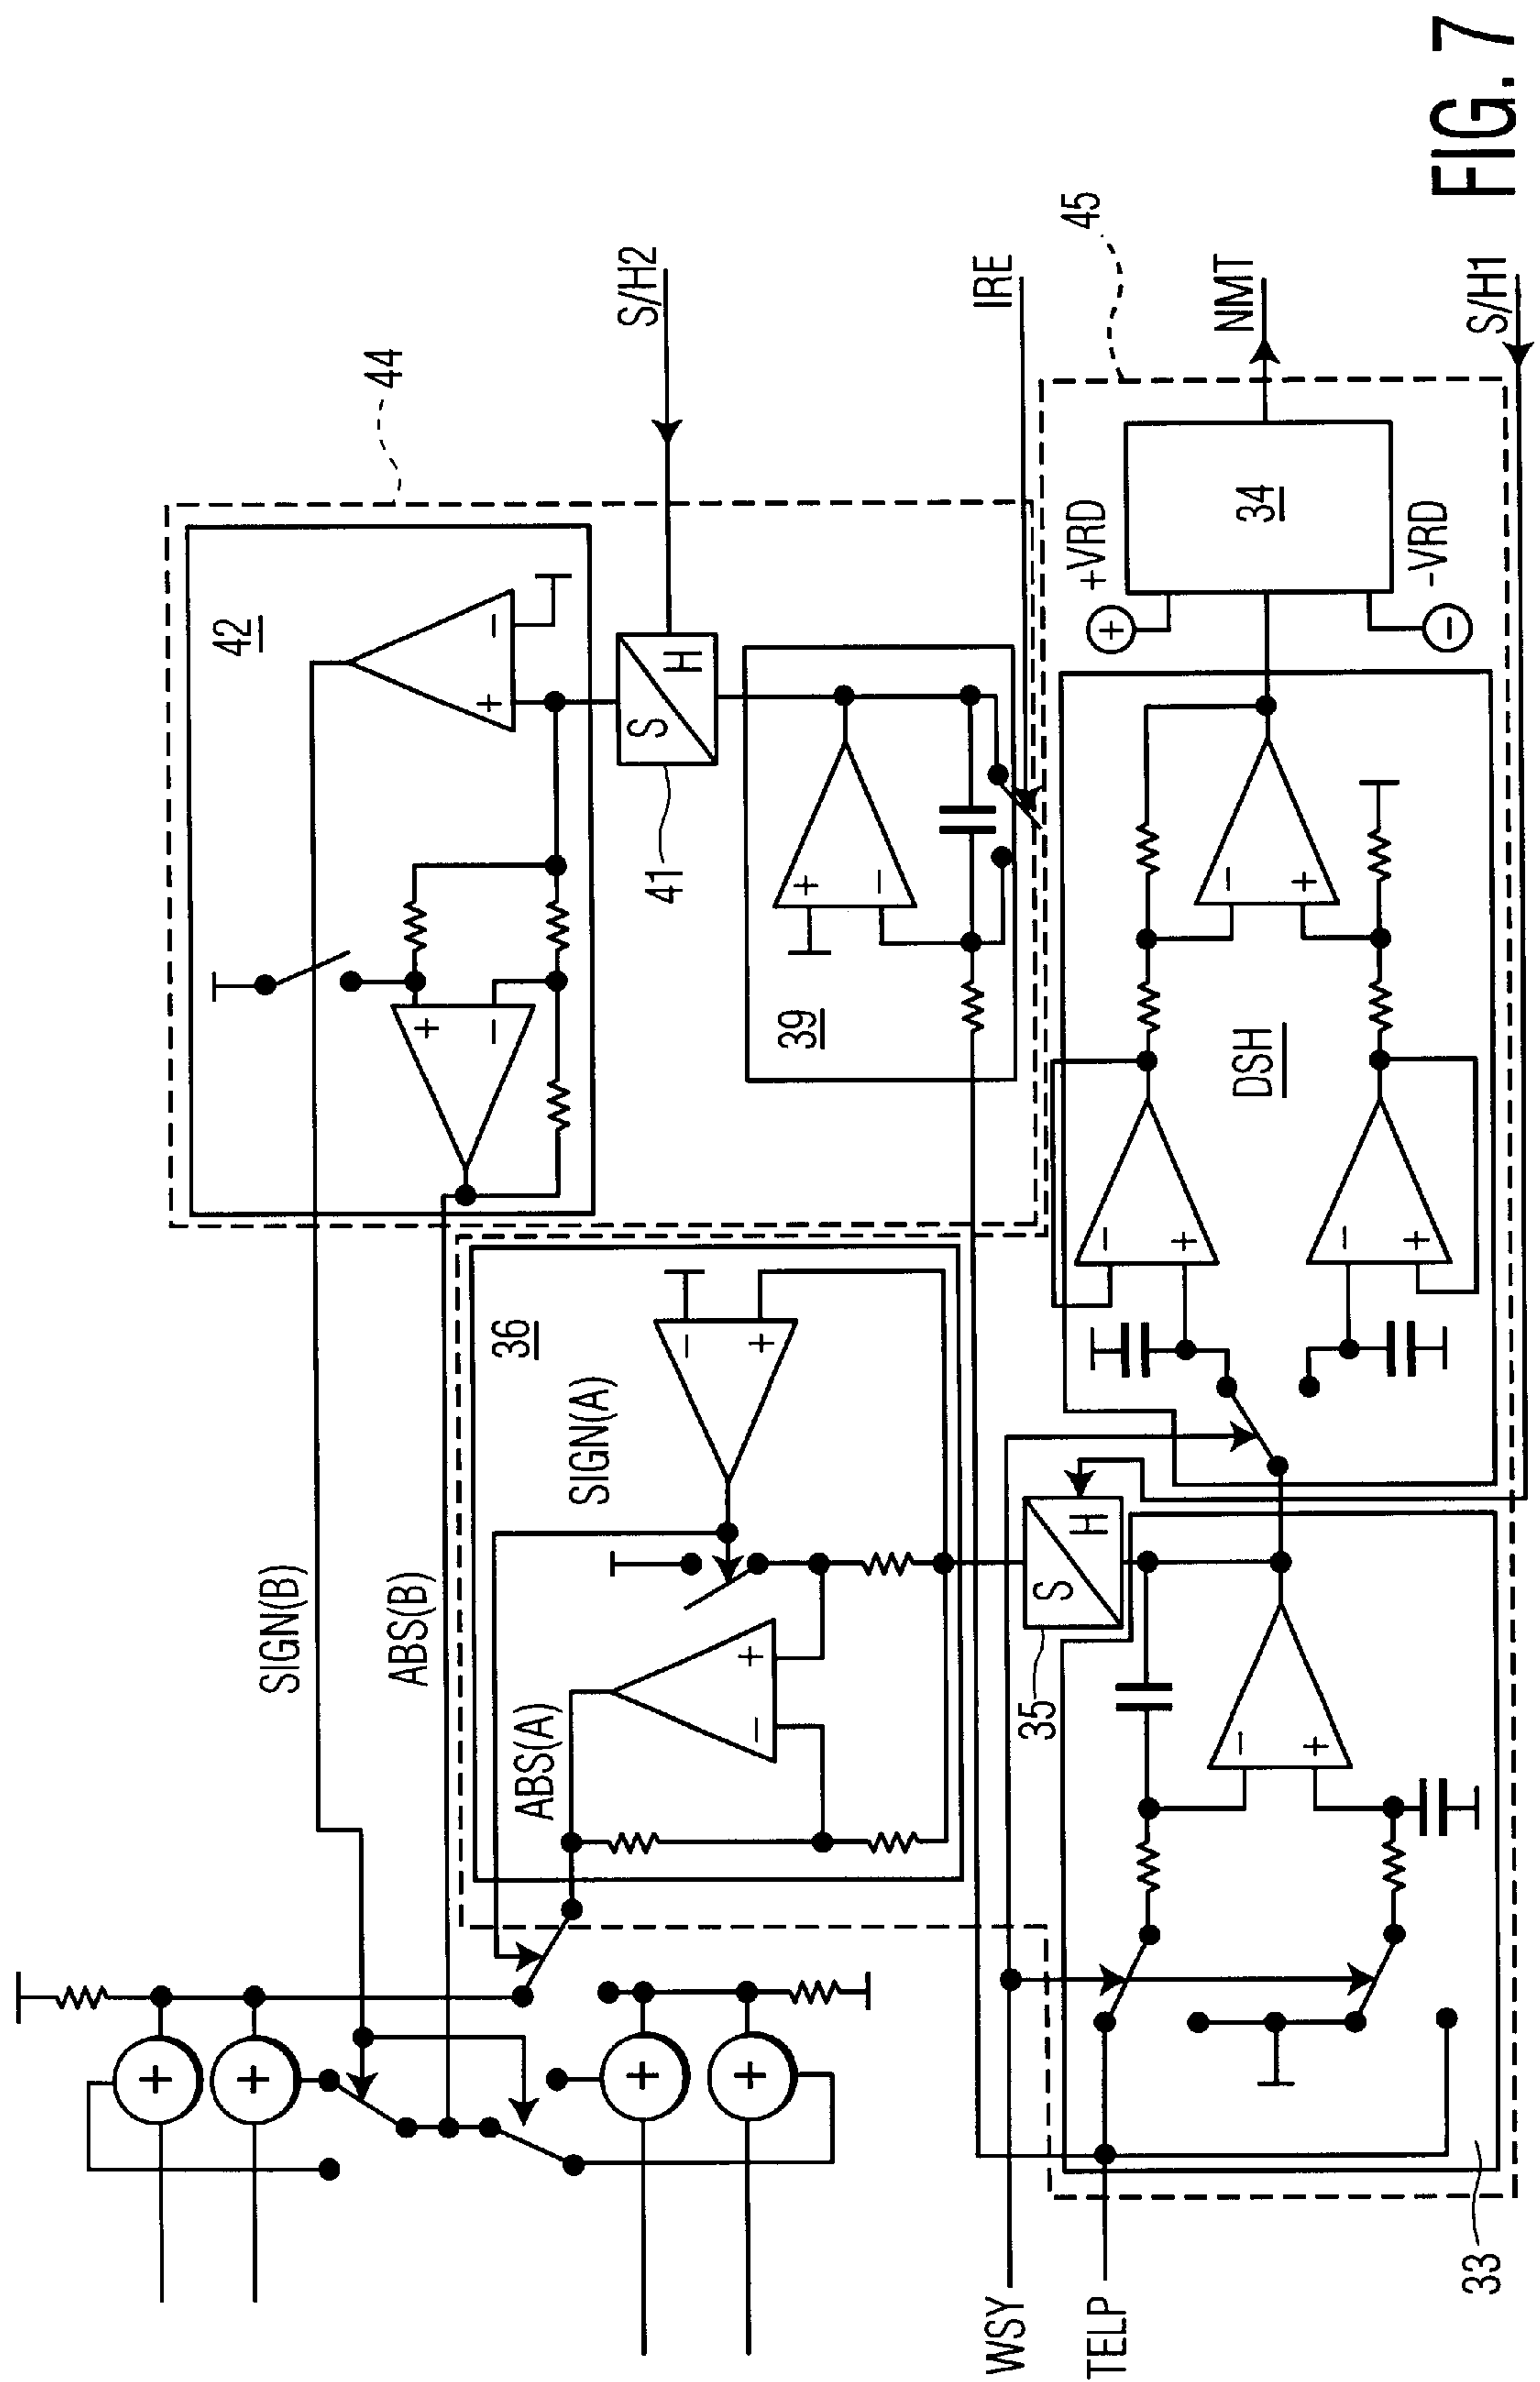 FIG. 7
44
S/H2
IRE
45
NMT
S/H1
42
+
−
S
H
41
+
−
+
−
39
+VRD
+
34
−VRD
−
−
+
DSH
−
+
−
+
36
SIGN(A)
−
+
ABS(A)
+
−
SIGN(B)
ABS(B)
S
H
35
−
+
+
+
+
+
WSY
TELP
33